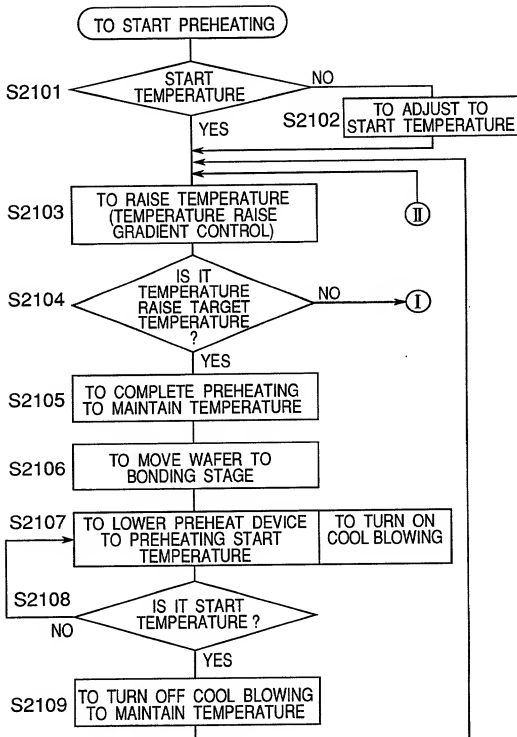 TO START PREHEATING
S2101
START
TEMPERATURE
NO
YES
S2102
TO ADJUST TO
START TEMPERATURE
S2103
TO RAISE TEMPERATURE
(TEMPERATURE RAISE
GRADIENT CONTROL)
II
S2104
IS IT
TEMPERATURE
RAISE TARGET
TEMPERATURE
?
NO
I
YES
S2105
TO COMPLETE PREHEATING
TO MAINTAIN TEMPERATURE
S2106
TO MOVE WAFER TO
BONDING STAGE
S2107
TO LOWER PREHEAT DEVICE
TO PREHEATING START
TEMPERATURE
TO TURN ON
COOL BLOWING
S2108
IS IT START
TEMPERATURE ?
NO
YES
S2109
TO TURN OFF COOL BLOWING
TO MAINTAIN TEMPERATURE